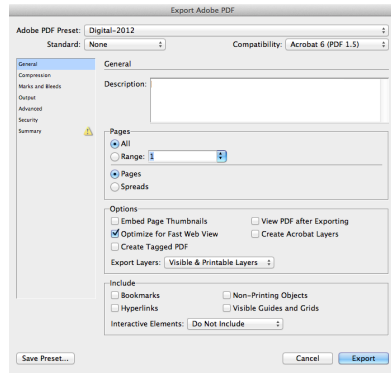 Export Adobe PDF
Adobe PDF Preset: Digital-2012
Standard: None Compatibility: Acrobat 6 (PDF 1.5)
General
Compression
Marks and Bleeds
Output
Advanced
Security
Summary
General
Description:
Pages
All
Range: 1
Pages
Spreads
Options
Embed Page Thumbnails View PDF after Exporting
Optimize for Fast Web View Create Acrobat Layers
Create Tagged PDF
Export Layers: Visible & Printable Layers
Include
Bookmarks Non-Printing Objects
Hyperlinks Visible Guides and Grids
Interactive Elements: Do Not Include
Save Preset... Cancel Export